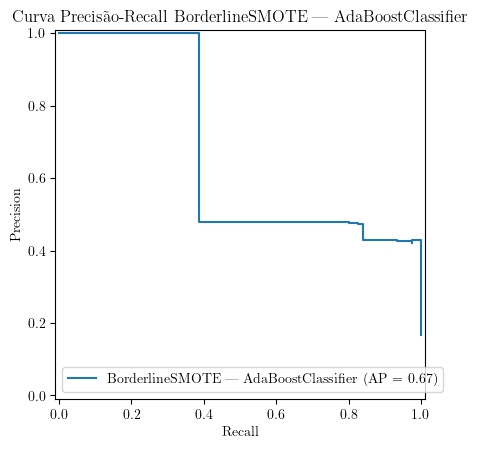 Curva Precisão-Recall BorderlineSMOTE — AdaBoostClassifier
1.0
0.8
0.6
0.4
0.2
0.0
Precision
BorderlineSMOTE — AdaBoostClassifier (AP = 0.67)
0.0 0.2 0.4 0.6 0.8 1.0
Recall